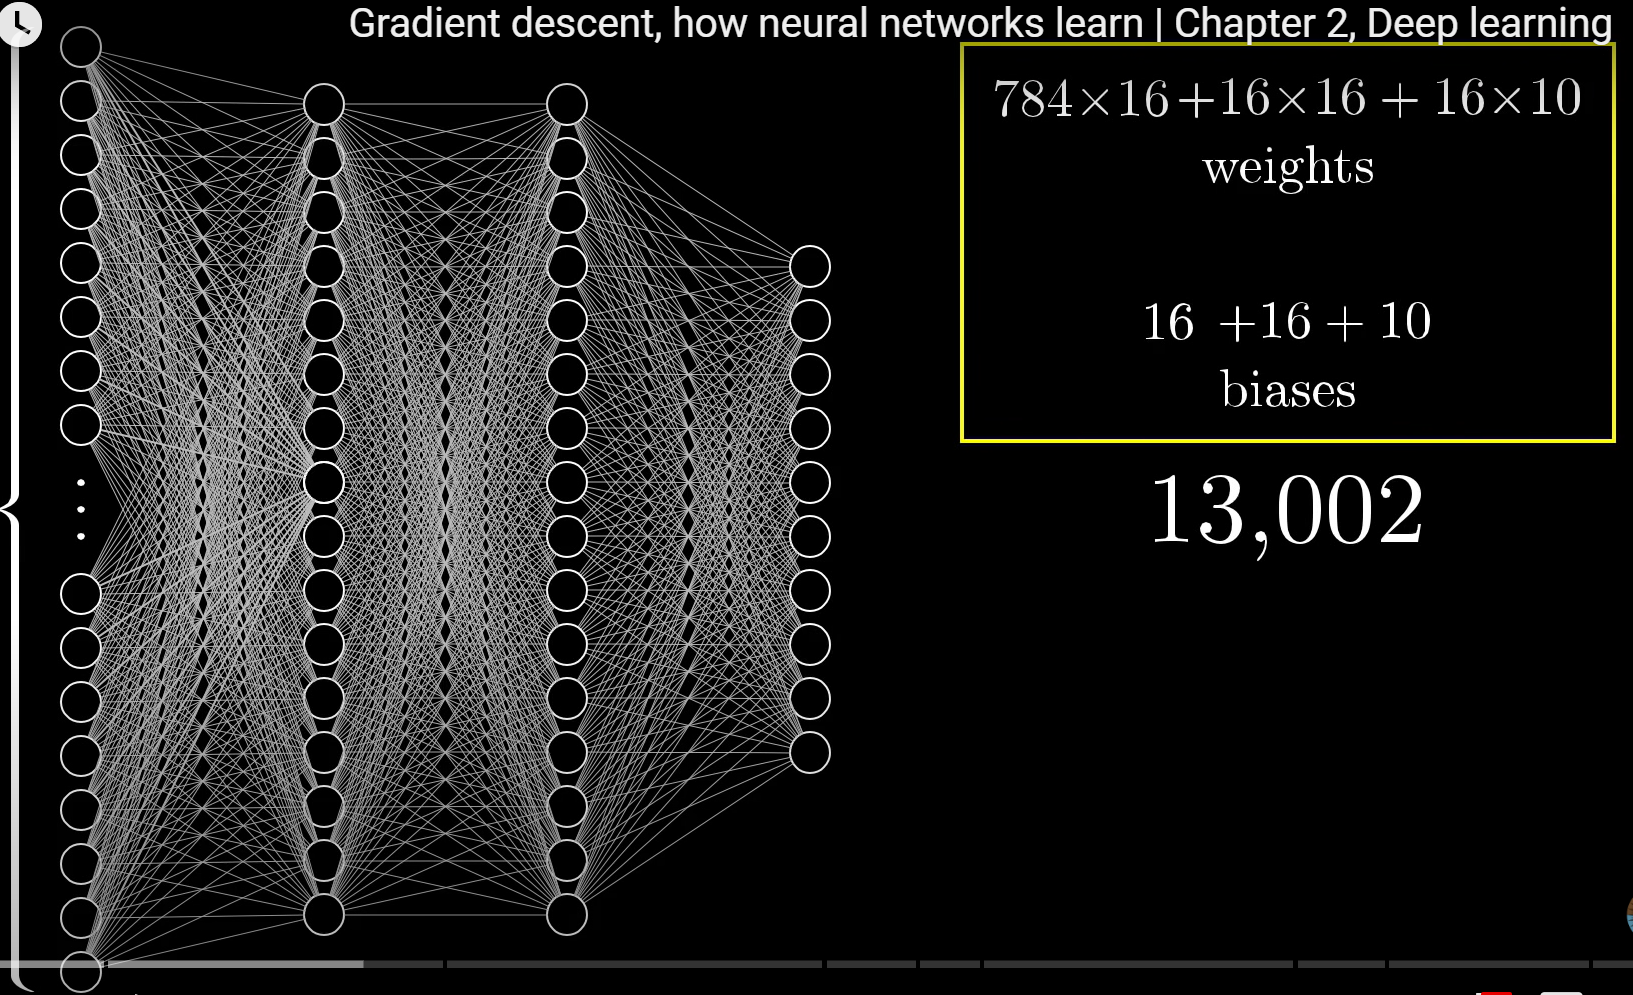 Gradient descent, how neural networks learn | Chapter 2, Deep learning
784×16+16×16 + 16×10
weights
16 +16 + 10
biases
13,002